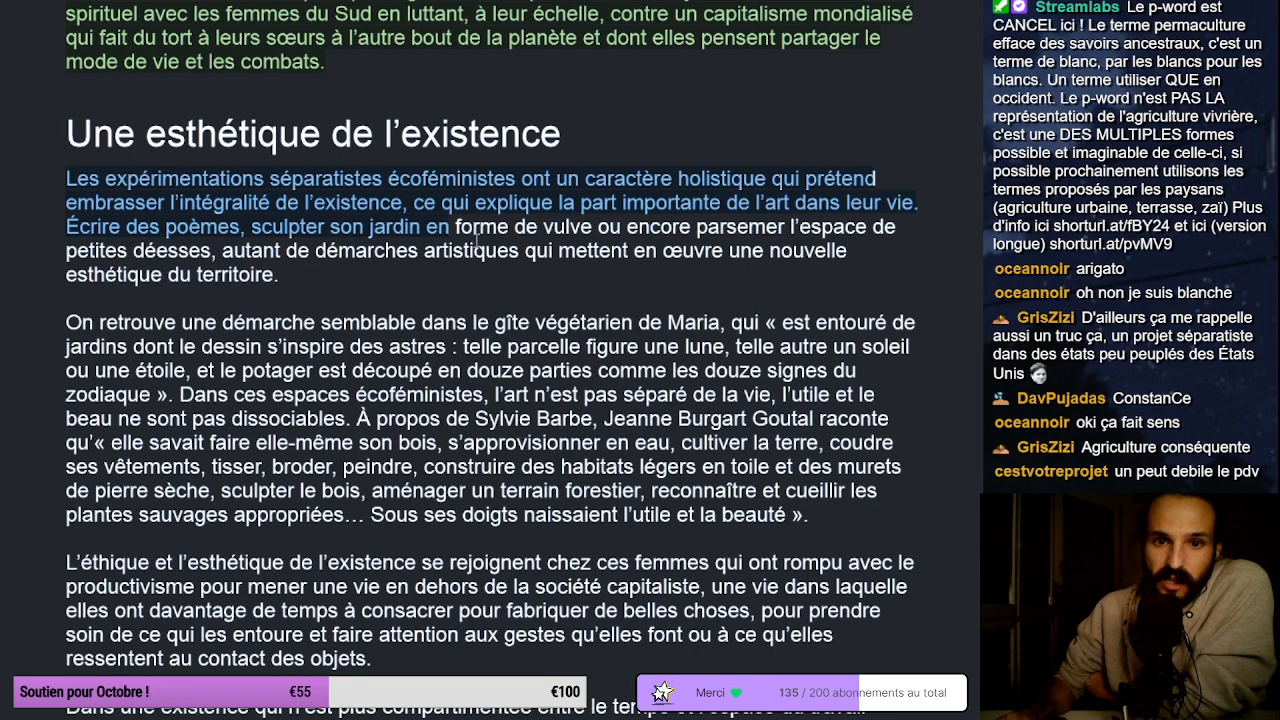 spirituel avec les femmes du Sud en luttant, à leur échelle, contre un capitalisme mondialisé
qui fait du tort à leurs sœurs à l’autre bout de la planète et dont elles pensent partager le
mode de vie et les combats.
Une esthétique de l’existence
Les expérimentations séparatistes écoféministes ont un caractère holistique qui prétend
embrasser l’intégralité de l’existence, ce qui explique la part importante de l’art dans leur vie.
Écrire des poèmes, sculpter son jardin en forme de vulve ou encore parsemer l’espace de
petites déesses, autant de démarches artistiques qui mettent en œuvre une nouvelle
esthétique du territoire.
On retrouve une démarche semblable dans le gîte végétarien de Maria, qui « est entouré de
jardins dont le dessin s’inspire des astres : telle parcelle figure une lune, telle autre un soleil
ou une étoile, et le potager est découpé en douze parties comme les douze signes du
zodiaque ». Dans ces espaces écoféministes, l’art n’est pas séparé de la vie, l’utile et le
beau ne sont pas dissociables. À propos de Sylvie Barbe, Jeanne Burgart Goutal raconte
qu’« elle savait faire elle-même son bois, s’approvisionner en eau, cultiver la terre, coudre
ses vêtements, tisser, broder, peindre, construire des habitats légers en toile et des murets
de pierre sèche, sculpter le bois, aménager un terrain forestier, reconnaître et cueillir les
plantes sauvages appropriées… Sous ses doigts naissaient l’utile et la beauté ».
L’éthique et l’esthétique de l’existence se rejoignent chez ces femmes qui ont rompu avec le
productivisme pour mener une vie en dehors de la société capitaliste, une vie dans laquelle
elles ont davantage de temps à consacrer pour fabriquer de belles choses, pour prendre
soin de ce qui les entoure et faire attention aux gestes qu’elles font ou à ce qu’elles
ressentent au contact des objets.
Soutien pour Octobre ! €55 €100
Merci 135 / 200 abonnements au total
Streamlabs Le p-word est
CANCEL ici ! Le terme permaculture
efface des savoirs ancestraux, c'est un
terme de blanc, par les blancs pour les
blancs. Un terme utiliser QUE en
occident. Le p-word n'est PAS LA
représentation de l'agriculture vivrière,
c'est une DES MULTIPLES formes
possible et imaginable de celle-ci, si
possible prochainement utilisons les
termes proposés par les paysans
(agriculture urbaine, terrasse, zaï) Plus
d'info ici shorturl.at/fBY24 et ici (version
longue) shorturl.at/pvMV9
oceannoir arigato
oceannoir oh non je suis blanche
GrisZizi D'ailleurs ça me rappelle
aussi un truc ça, un projet séparatiste
dans des états peu peuplés des États
Unis
DavPujadas ConstanCe
oceannoir oki ça fait sens
GrisZizi Agriculture conséquente
cestvotreprojet un peut debile le pdv